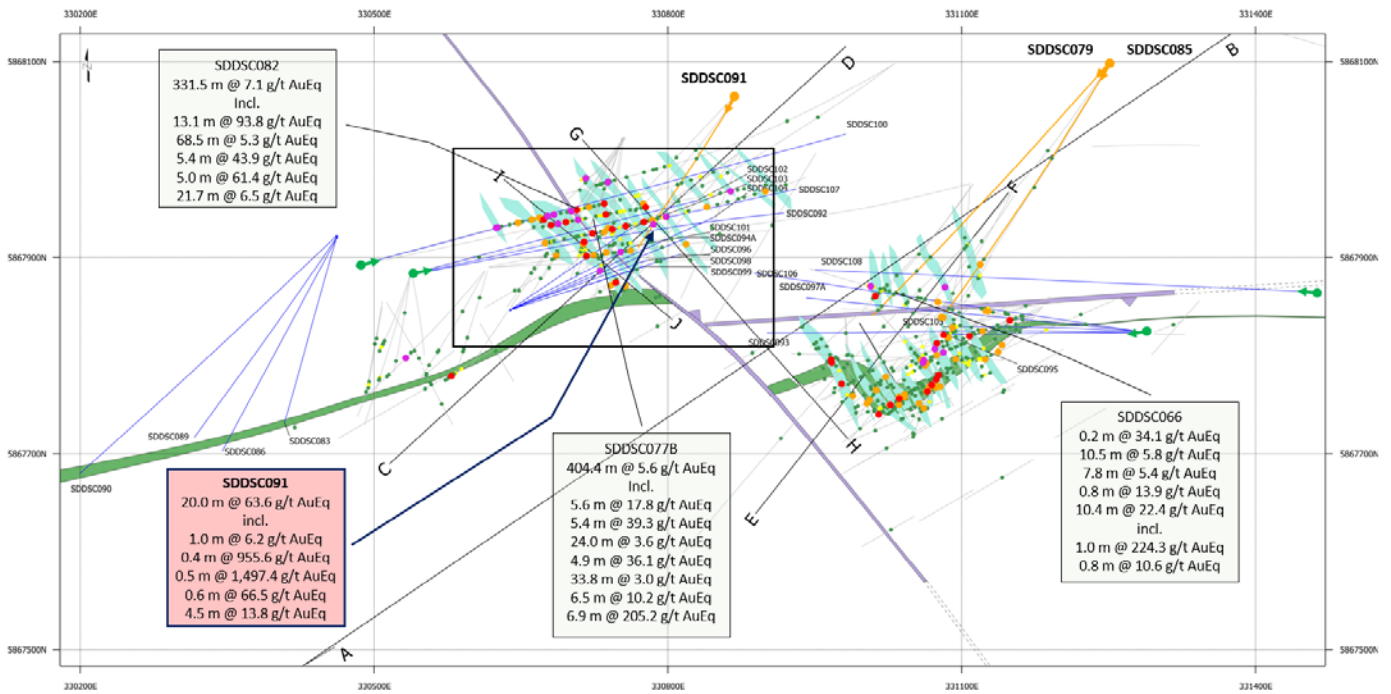 330200E
330500E
330800E
331100E
331400E
5868100N
5868100N
SDDSC079
SDDSC085
B
D
SDDSC091
SDDSC082
331.5 m @ 7.1 g/t AuEq
Incl.
13.1 m @ 93.8 g/t AuEq
68.5 m @ 5.3 g/t AuEq
5.4 m @ 43.9 g/t AuEq
5.0 m @ 61.4 g/t AuEq
21.7 m @ 6.5 g/t AuEq
G
SDDSC100
I
SDDSC102
SDDSC103
SDDSC107
F
SDDSC092
SDDSC101
SDDSC094A
SDDSC096
SDDSC098
SDDSC099
SDDSC106
SDDSC108
SDDSC097A
5867900N
5867900N
J
SDDSC093
SDDSC095
SDDSC089
SDDSC083
SDDSC086
SDDSC090
5867700N
5867700N
C
H
E
A
SDDSC091
20.0 m @ 63.6 g/t AuEq
incl.
1.0 m @ 6.2 g/t AuEq
0.4 m @ 955.6 g/t AuEq
0.5 m @ 1,497.4 g/t AuEq
0.6 m @ 66.5 g/t AuEq
4.5 m @ 13.8 g/t AuEq
SDDSC077B
404.4 m @ 5.6 g/t AuEq
Incl.
5.6 m @ 17.8 g/t AuEq
5.4 m @ 39.3 g/t AuEq
24.0 m @ 3.6 g/t AuEq
4.9 m @ 36.1 g/t AuEq
33.8 m @ 3.0 g/t AuEq
6.5 m @ 10.2 g/t AuEq
6.9 m @ 205.2 g/t AuEq
SDDSC066
0.2 m @ 34.1 g/t AuEq
10.5 m @ 5.8 g/t AuEq
7.8 m @ 5.4 g/t AuEq
0.8 m @ 13.9 g/t AuEq
10.4 m @ 22.4 g/t AuEq
incl.
1.0 m @ 224.3 g/t AuEq
0.8 m @ 10.6 g/t AuEq
5867500N
5867500N
330200E
330500E
330800E
331100E
331400E